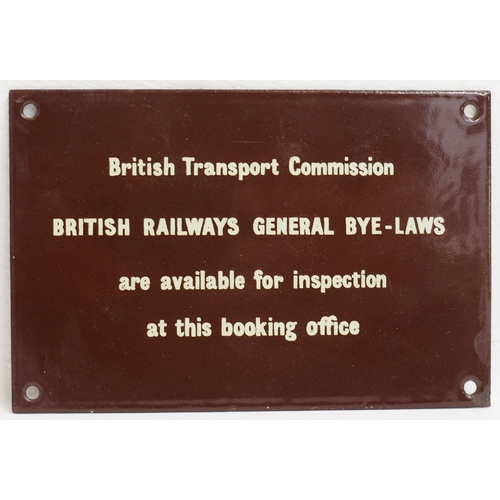 British Transport Commission
BRITISH RAILWAYS GENERAL BYE-LAWS
are available for inspection
at this booking office